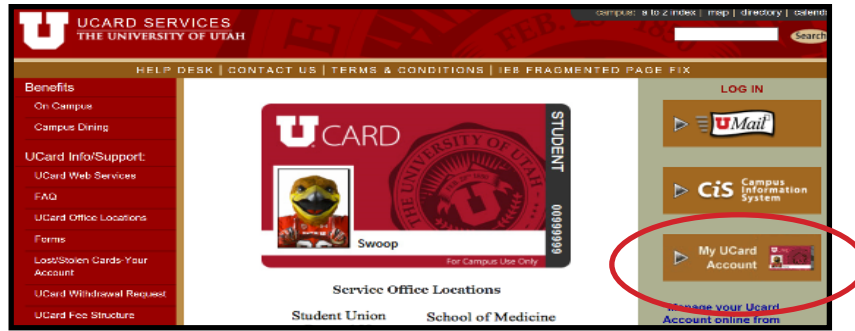 campus: a to z index | map | directory | calend
U UCARD SERVICES
THE UNIVERSITY OF UTAH
Search
HELP DESK | CONTACT US | TERMS & CONDITIONS | IE8 FRAGMENTED PAGE FIX
Benefits
On Campus
Campus Dining
UCard Info/Support:
UCard Web Services
FAQ
UCard Office Locations
Forms
Lost/Stolen Cards-Your
Account
UCard Withdrawal Request
UCard Fee Structure
U CARD
STUDENT
00999999
UNIVERSITY OF UTAH
Swoop
For Campus Use Only
Service Office Locations
Student Union School of Medicine
LOG IN
UMail
CiS Campus
Information
System
My UCard
Account
Manage your Ucard
Account online from